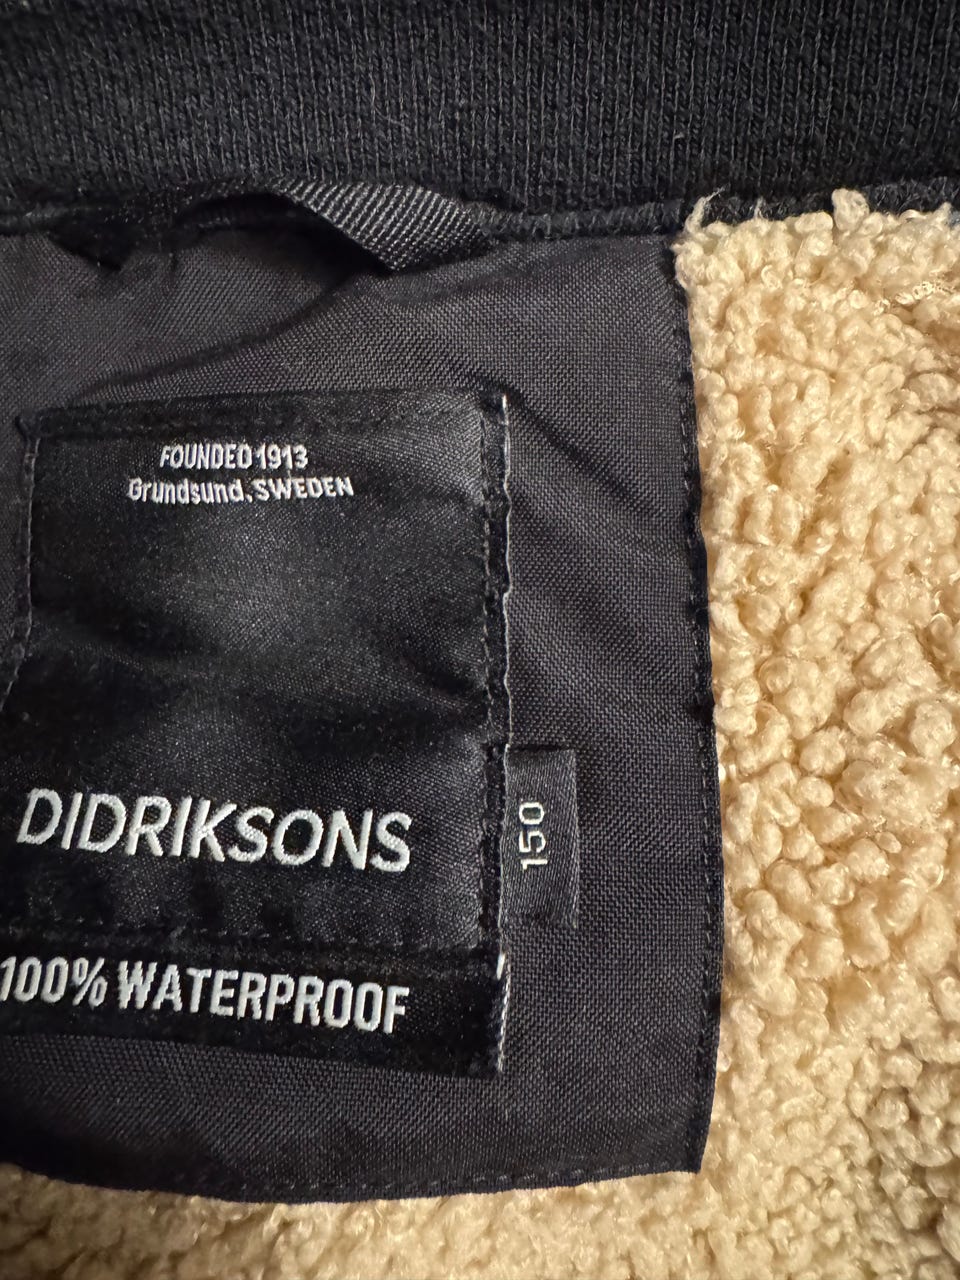 FOUNDED 1913
Grundsund, SWEDEN
DIDRIKSONS
150
100% WATERPROOF